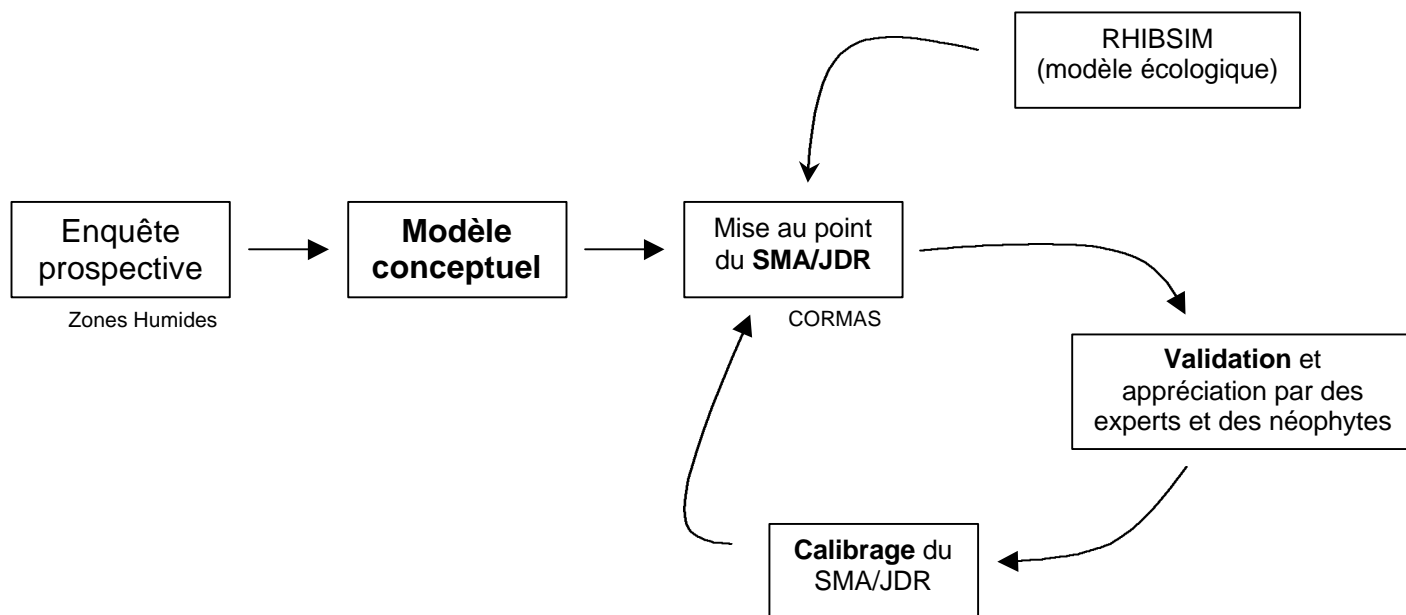 RHIBSIM
(modèle écologique)
Enquête
prospective
Zones Humides
Modèle
conceptuel
Mise au point
du SMA/JDR
CORMAS
Validation et
appréciation par des
experts et des néophytes
Calibrage du
SMA/JDR